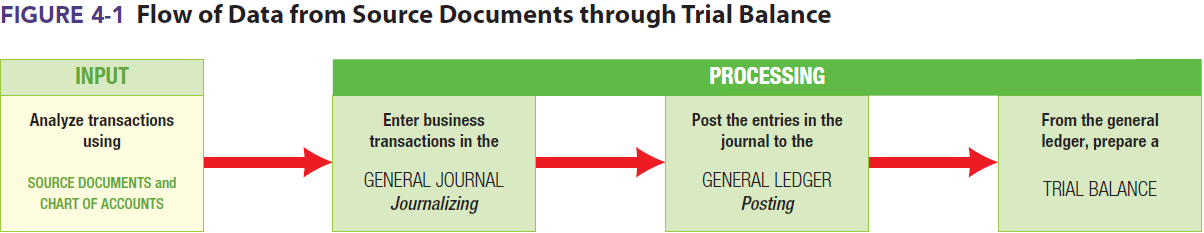 FIGURE 4-1 Flow of Data from Source Documents through Trial Balance
INPUT
Analyze transactions
using
SOURCE DOCUMENTS and
CHART OF ACCOUNTS
PROCESSING
Enter business
transactions in the
GENERAL JOURNAL
Journalizing
Post the entries in the
journal to the
GENERAL LEDGER
Posting
From the general
ledger, prepare a
TRIAL BALANCE